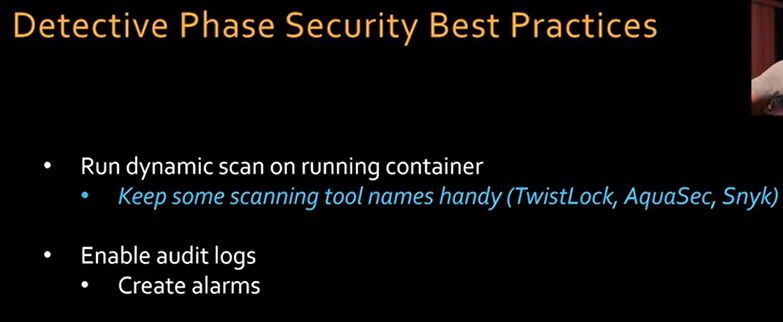 Detective Phase Security Best Practices
• Run dynamic scan on running container
• Keep some scanning tool names handy (TwistLock, AquaSec, Snyk)
• Enable audit logs
• Create alarms